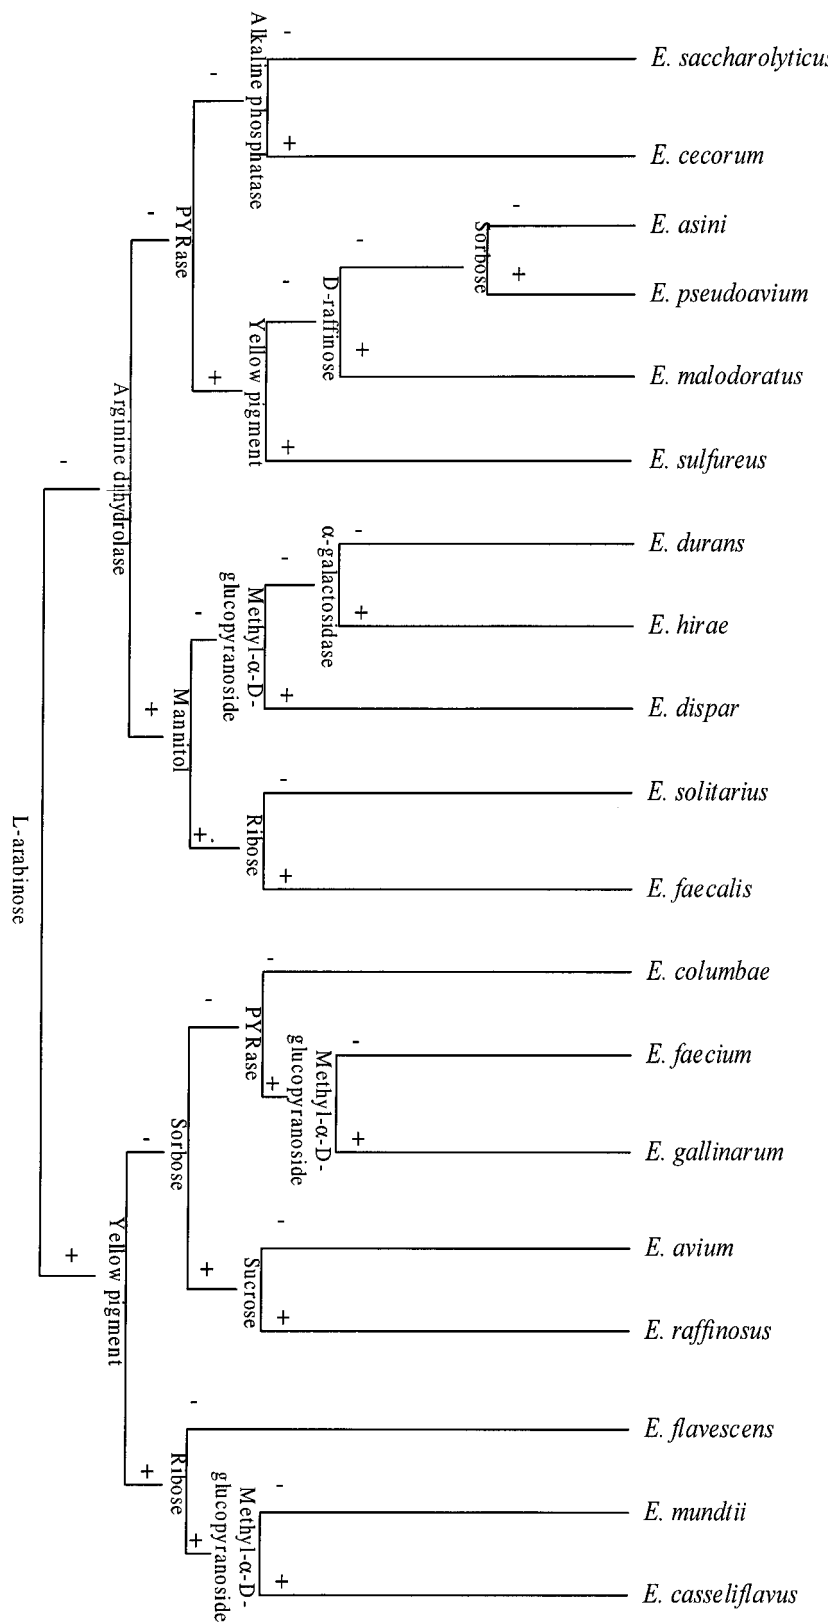 E. saccharolyticus
E. cecorum
E. asini
E. pseudoavium
E. malodoratus
E. sulfureus
E. durans
E. hirae
E. dispar
E. solitarius
E. faecalis
E. columbae
E. faecium
E. gallinarum
E. avium
E. raffinosus
E. flavescens
E. mundtii
E. casseliflavus
Alkaline phosphatase
- +
PYRase
- +
Sorbose
- +
D-raffinose
- +
Yellow pigment
- +
Arginine dihydrolase
- +
α-galactosidase
- +
Methyl-α-D-
glucopyranoside
- +
Mannitol
- +
Ribose
- +
L-arabinose
- +
PYRase
- +
Methyl-α-D-
glucopyranoside
- +
Sorbose
- +
Sucrose
- +
Yellow pigment
- +
Ribose
- +
Methyl-α-D-
glucopyranoside
- +